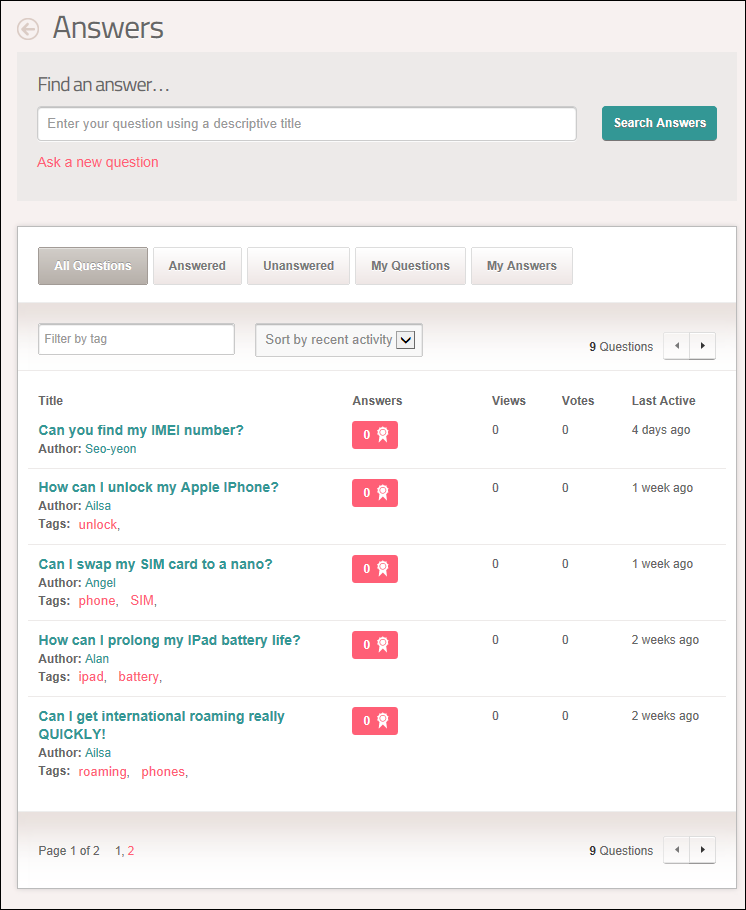 Answers
Find an answer…
Enter your question using a descriptive title
Search Answers
Ask a new question
All Questions Answered Unanswered My Questions My Answers
Filter by tag Sort by recent activity 9 Questions
Title Answers Views Votes Last Active
Can you find my IMEI number? 0 0 0 4 days ago
Author: Seo-yeon
How can I unlock my Apple IPhone? 0 0 0 1 week ago
Author: Ailsa
Tags: unlock,
Can I swap my SIM card to a nano? 0 0 0 1 week ago
Author: Angel
Tags: phone, SIM,
How can I prolong my IPad battery life? 0 0 0 2 weeks ago
Author: Alan
Tags: ipad, battery,
Can I get international roaming really 0 0 0 2 weeks ago
QUICKLY!
Author: Ailsa
Tags: roaming, phones,
Page 1 of 2 1, 2 9 Questions